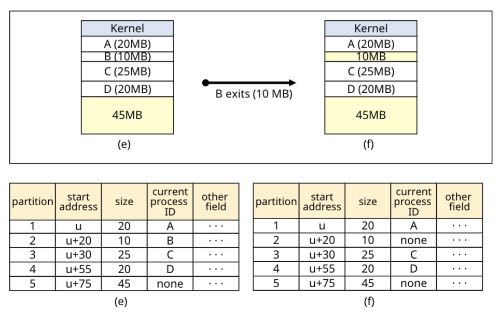 Kernel
A (20MB)
B (10MB)
C (25MB)
D (20MB)
45MB
(e)
B exits (10 MB)
Kernel
A (20MB)
10MB
C (25MB)
D (20MB)
45MB
(f)
partition start address size current process ID other field
1 u 20 A · · ·
2 u+20 10 B · · ·
3 u+30 25 C · · ·
4 u+55 20 D · · ·
5 u+75 45 none · · ·
(e)
partition start address size current process ID other field
1 u 20 A · · ·
2 u+20 10 none · · ·
3 u+30 25 C · · ·
4 u+55 20 D · · ·
5 u+75 45 none · · ·
(f)